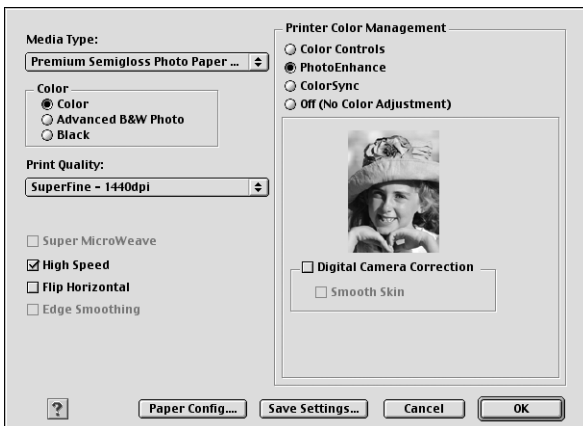 Media Type:
Premium Semigloss Photo Paper ...
Color
Color
Advanced B&W Photo
Black
Print Quality:
SuperFine - 1440dpi
Super MicroWeave
High Speed
Flip Horizontal
Edge Smoothing
Printer Color Management
Color Controls
PhotoEnhance
ColorSync
Off (No Color Adjustment)
Digital Camera Correction
Smooth Skin
?
Paper Config....
Save Settings...
Cancel
OK